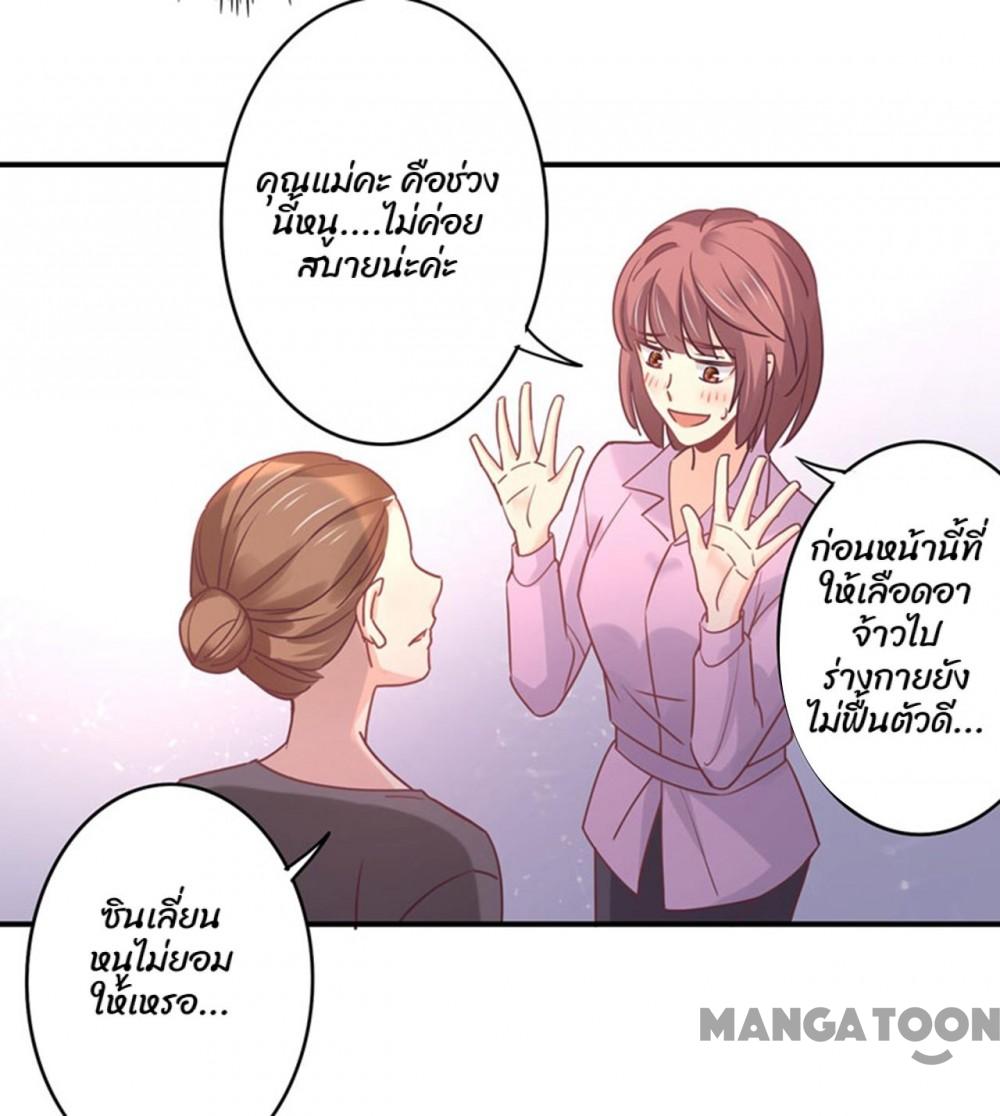 คุณแม่คะ คือช่วง
นี้หนู....ไม่ค่อย
สบายน่ะค่ะ
ก่อนหน้านี้ที่
ให้เลือดอา
จ้าวไป
ร่างกายยัง
ไม่ฟื้นตัวดี...
ซินเลี่ยน
หนูไม่ยอม
ให้เหรอ...
MANGATOON